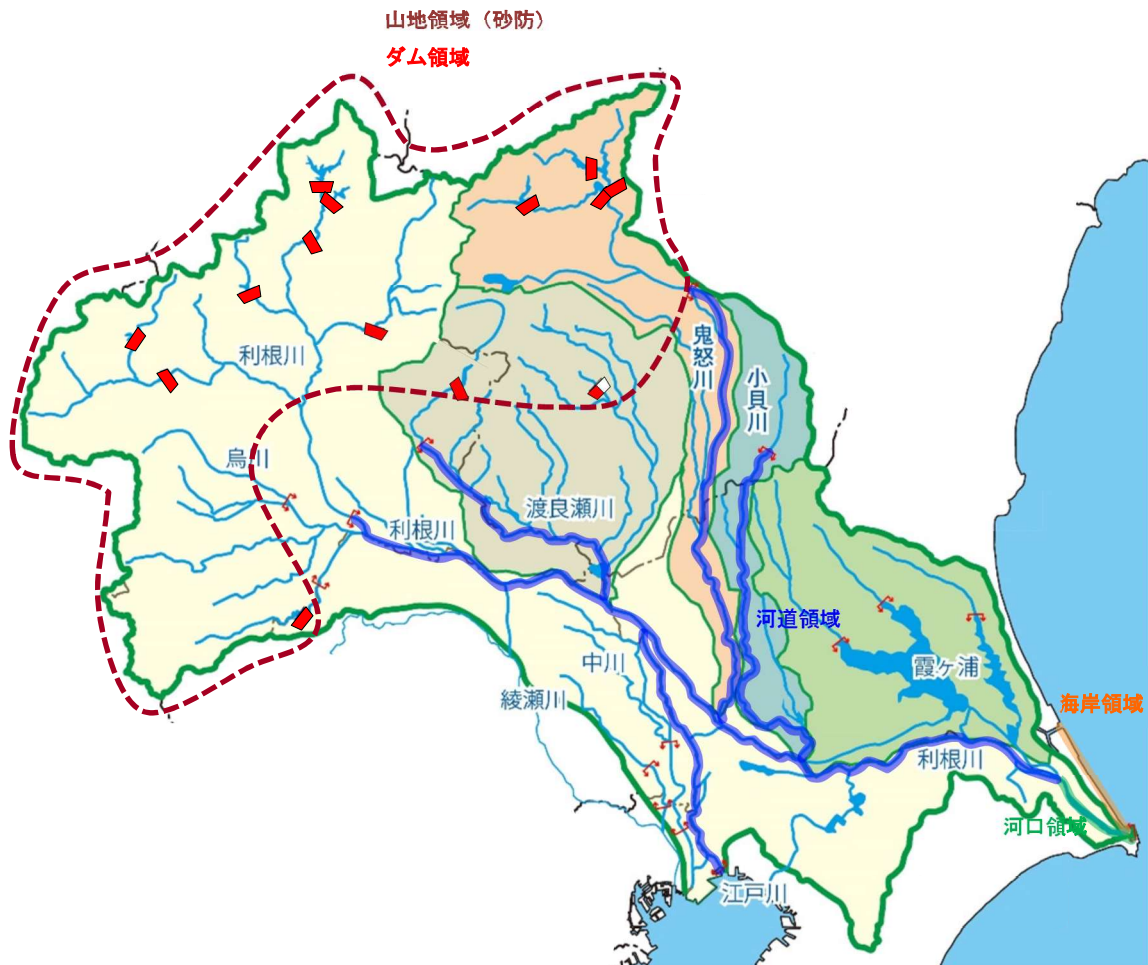 山地領域（砂防）
ダム領域
利根川
鬼怒川
小貝川
烏川
渡良瀬川
利根川
河道領域
中川
霞ヶ浦
綾瀬川
海岸領域
利根川
河口領域
江戸川